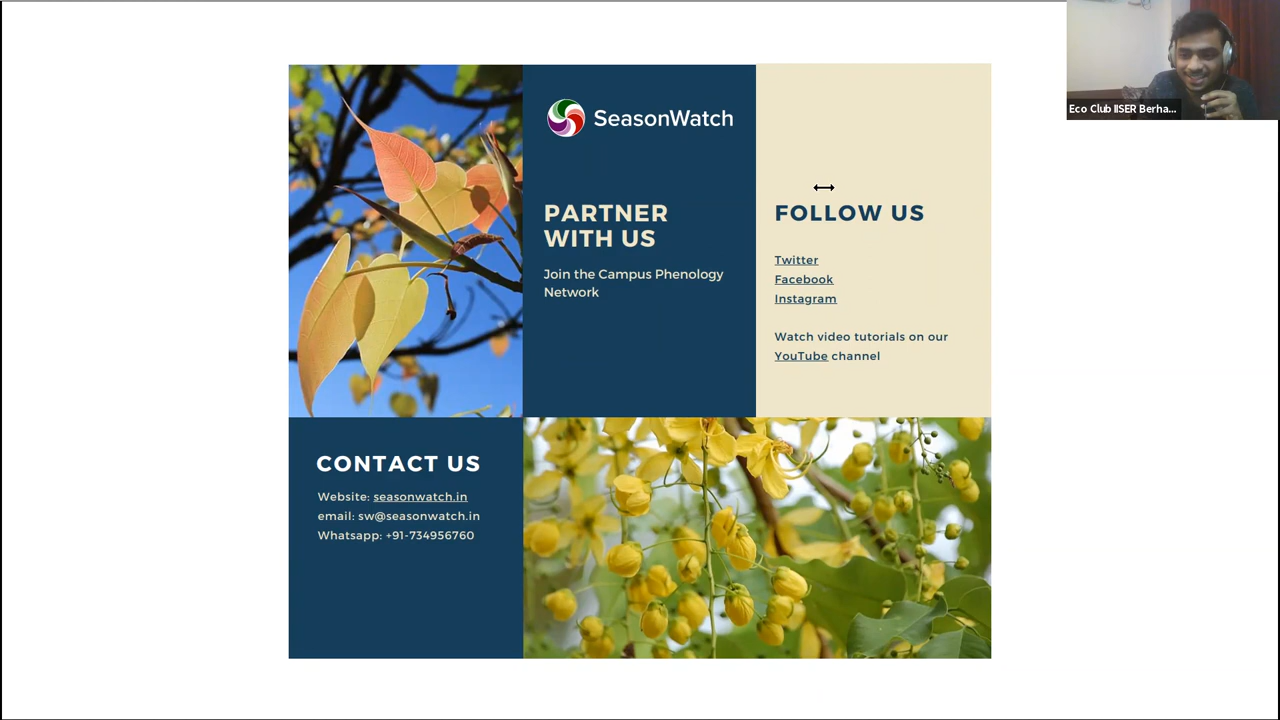 SeasonWatch
PARTNER
WITH US
Join the Campus Phenology
Network
FOLLOW US
Twitter
Facebook
Instagram
Watch video tutorials on our
YouTube channel
CONTACT US
Website: seasonwatch.in
email: sw@seasonwatch.in
Whatsapp: +91-734956760
Eco Club IISER Berha...